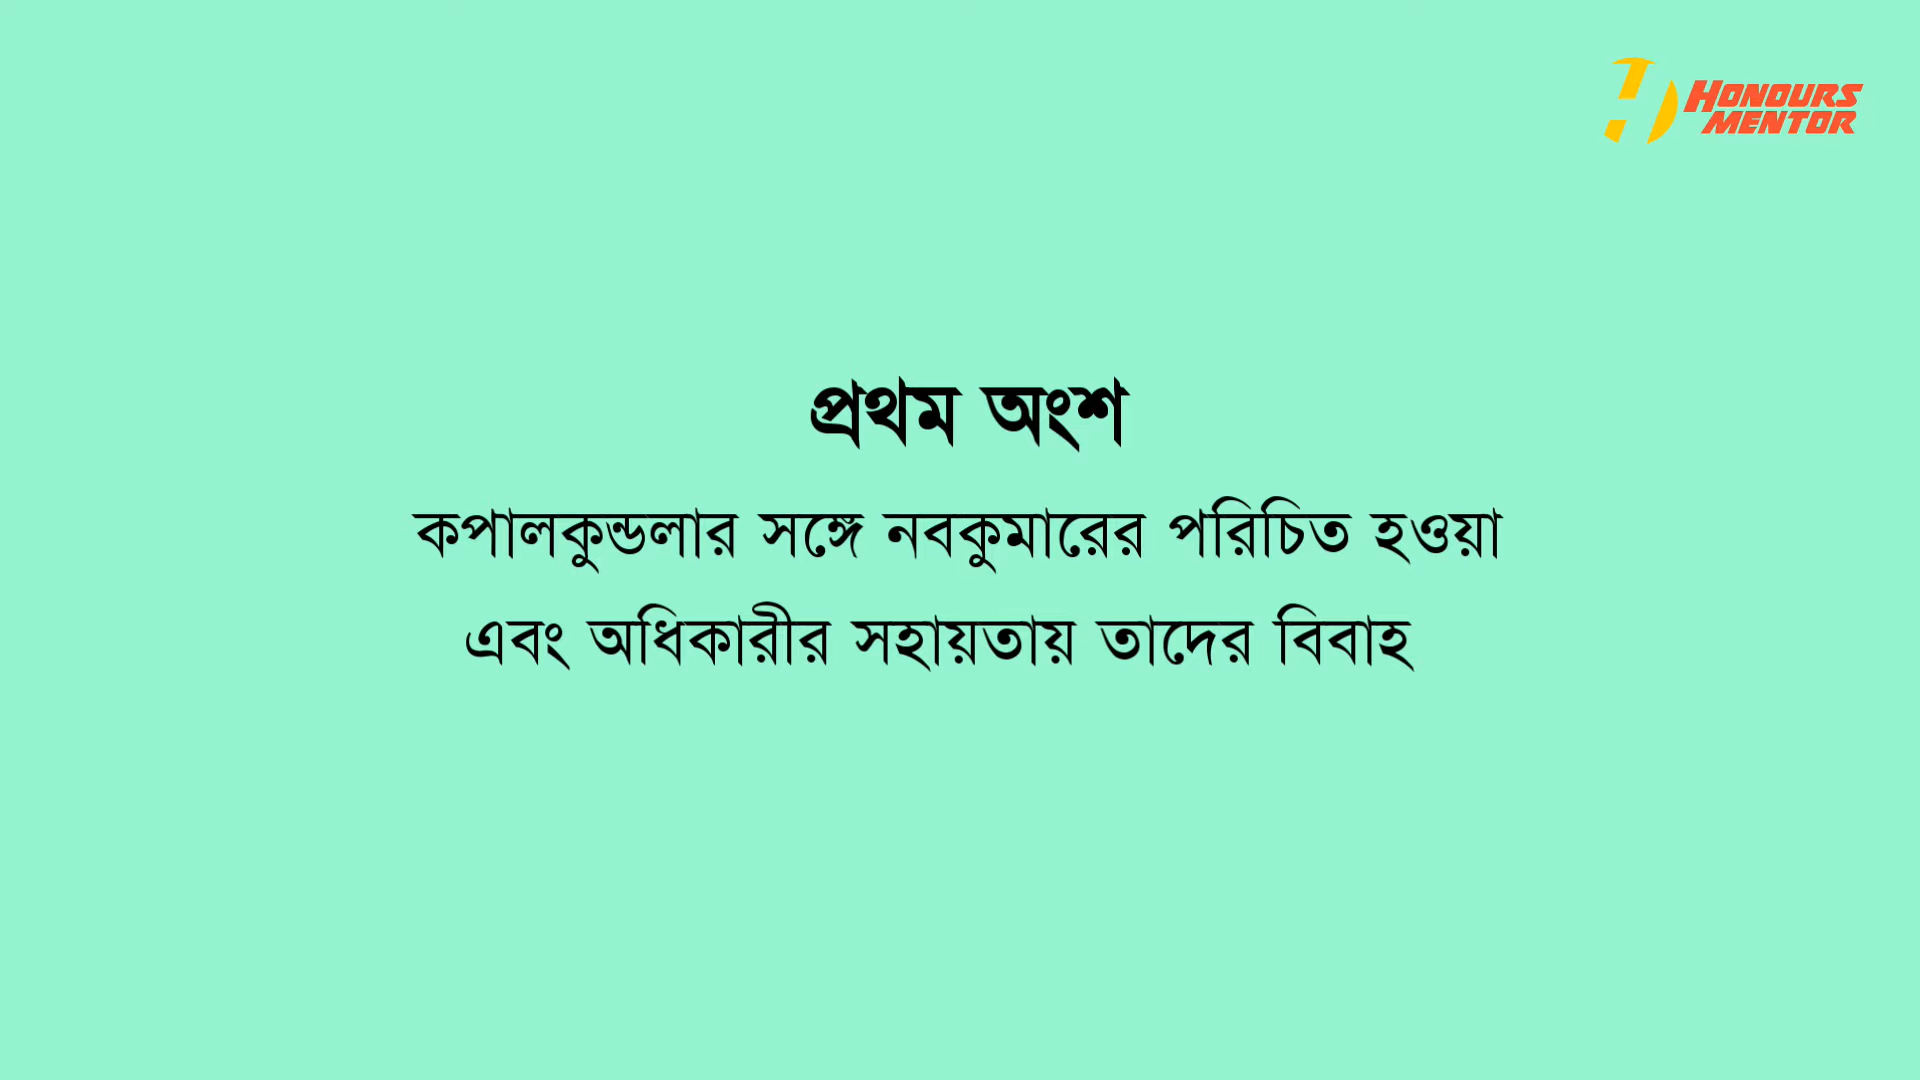 HONOURS
MENTOR
প্রথম অংশ
কপালকুন্ডলার সঙ্গে নবকুমারের পরিচিত হওয়া
এবং অধিকারীর সহায়তায় তাদের বিবাহ